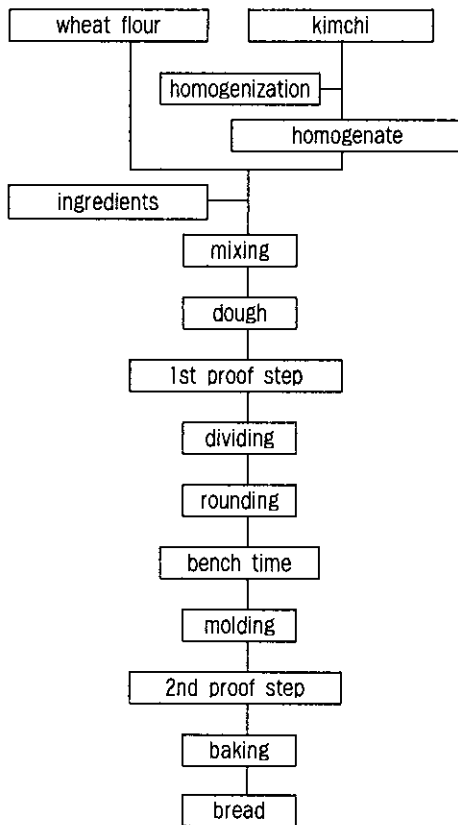 wheat flour
kimchi
homogenization
homogenate
ingredients
mixing
dough
1st proof step
dividing
rounding
bench time
molding
2nd proof step
baking
bread